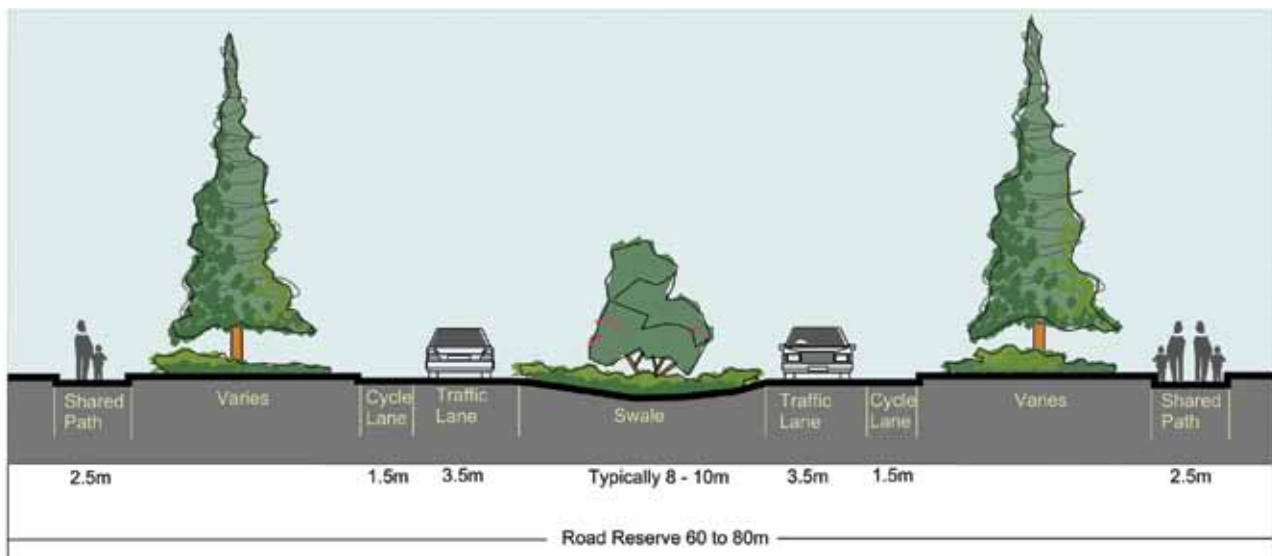 Shared
Path
Varies
Cycle
Lane
Traffic
Lane
Swale
Traffic
Lane
Cycle
Lane
Varies
Shared
Path
2.5m
1.5m
3.5m
Typically 8 - 10m
3.5m
1.5m
2.5m
Road Reserve 60 to 80m